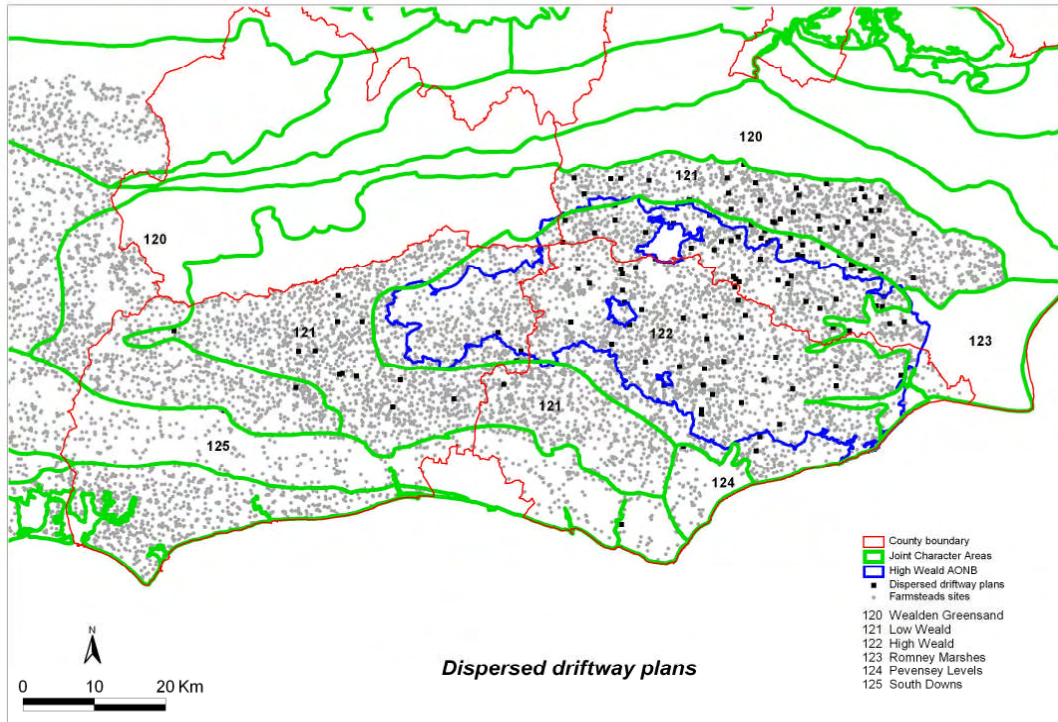 120
121
120
123
122
121
121
125
124
County boundary
Joint Character Areas
High Weald AONB
Dispersed driftway plans
Farmsteads sites
120 Wealden Greensand
121 Low Weald
122 High Weald
123 Romney Marshes
124 Pevensey Levels
125 South Downs
N
Dispersed driftway plans
0 10 20 Km